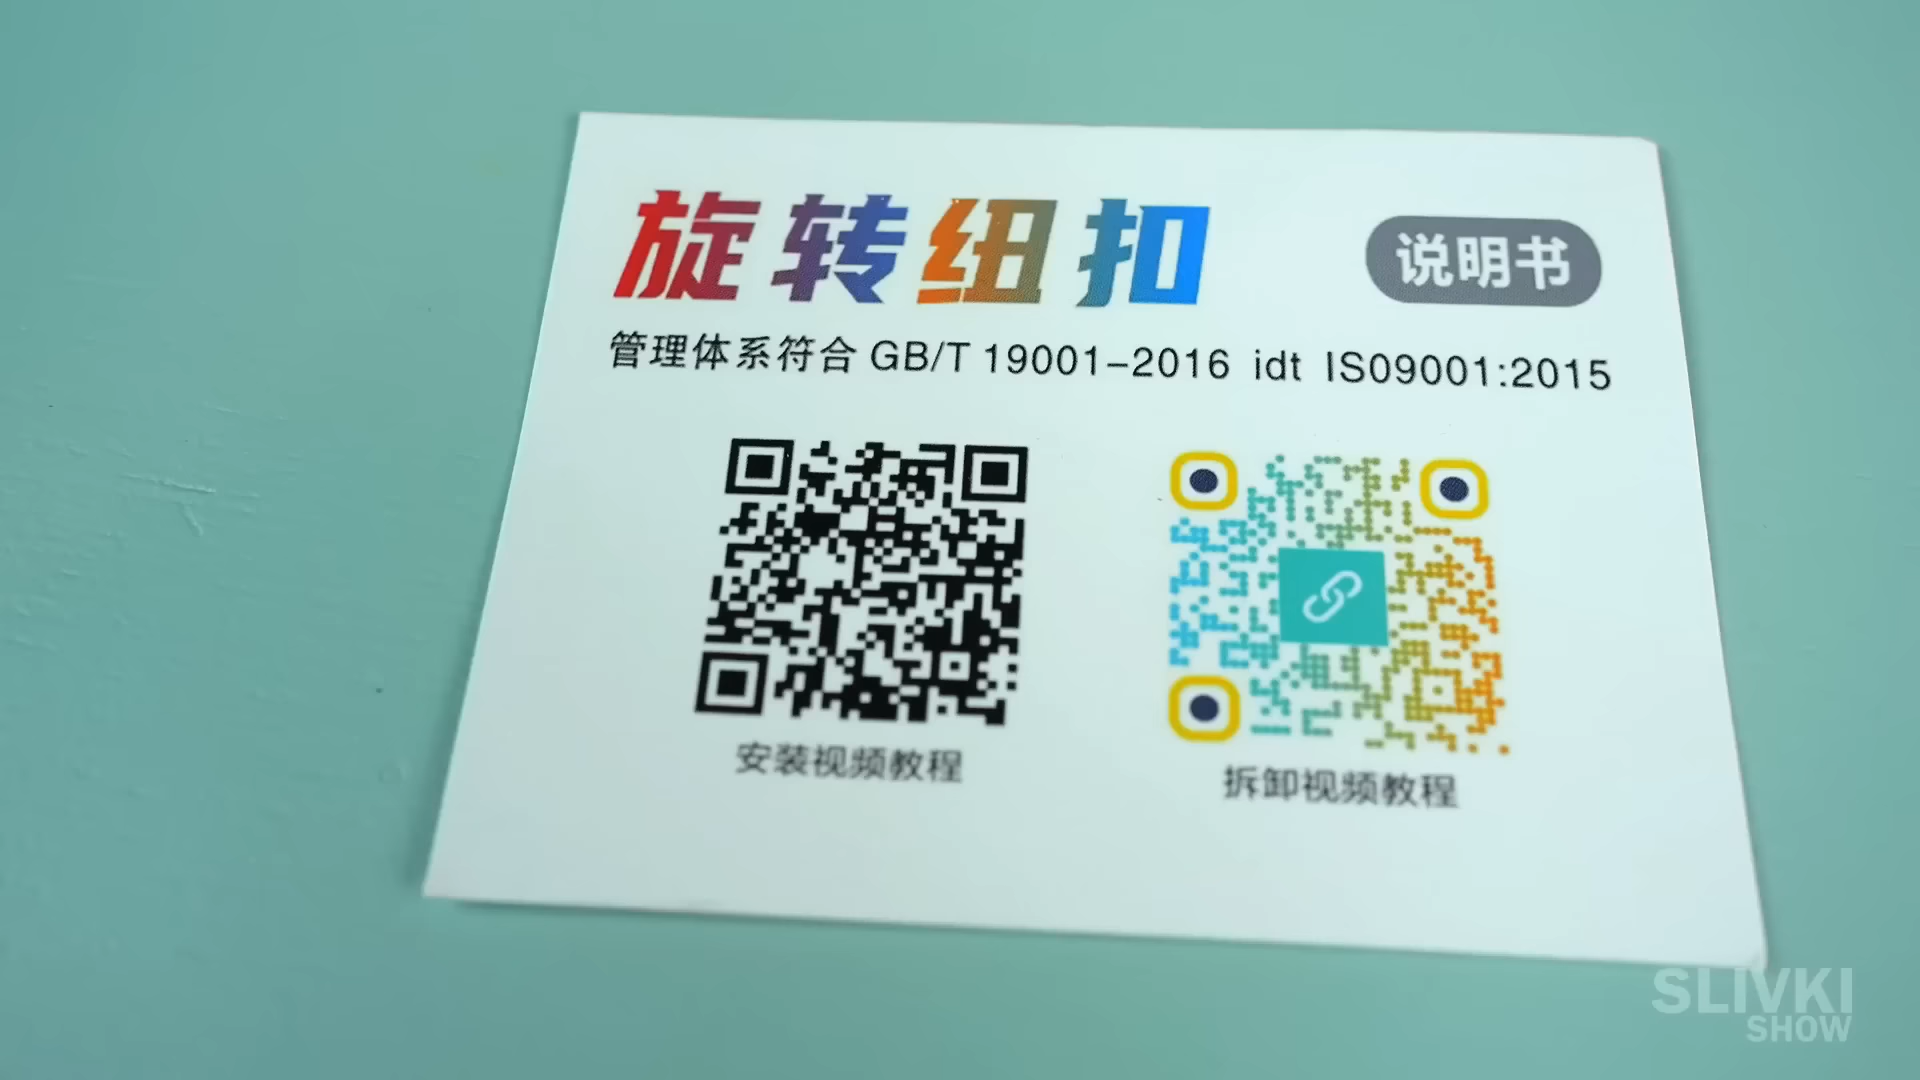 旋转纽扣
说明书
管理体系符合 GB/T 19001-2016 idt IS09001:2015
安装视频教程
拆卸视频教程
SLIVKI
SHOW